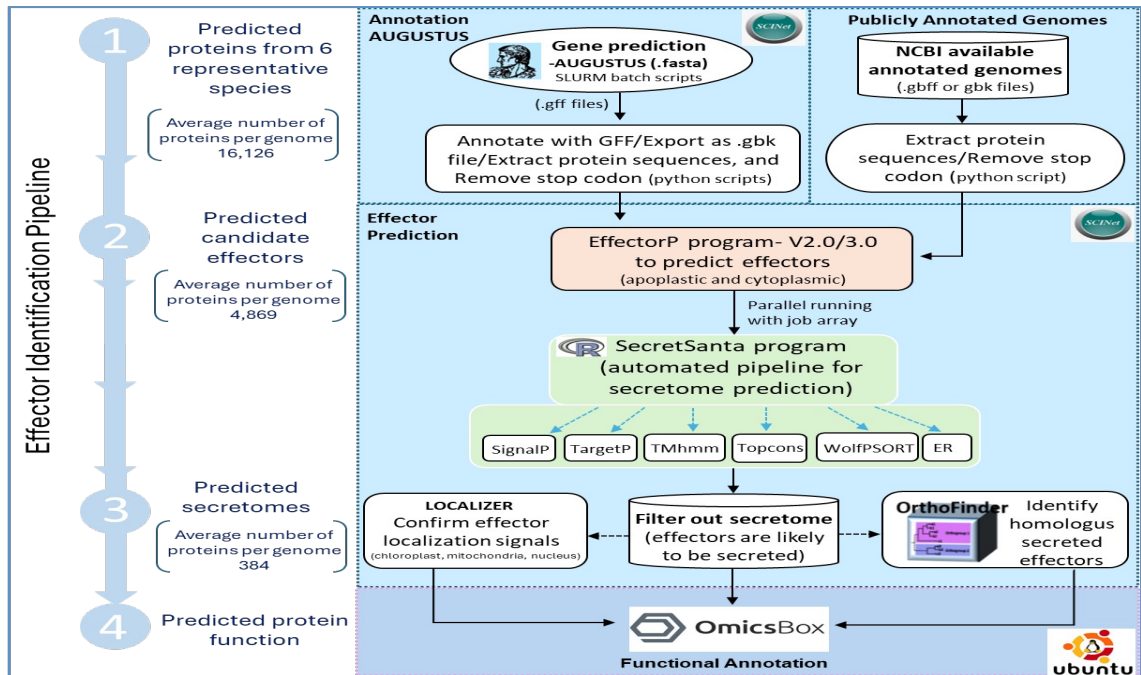 Effector Identification Pipeline
1
Predicted
proteins from 6
representative
species
Average number of
proteins per genome
16,126
2
Predicted
candidate
effectors
Average number of
proteins per genome
4,869
3
Predicted
secretomes
Average number of
proteins per genome
384
4
Predicted protein
function
Annotation
AUGUSTUS
SCINet
Gene prediction
-AUGUSTUS (.fasta)
SLURM batch scripts
(.gff files)
Annotate with GFF/Export as .gbk
file/Extract protein sequences, and
Remove stop codon (python scripts)
Publicly Annotated Genomes
NCBI available
annotated genomes
(.gbff or gbk files)
Extract protein
sequences/Remove stop
codon (python script)
Effector
Prediction
SCINet
EffectorP program- V2.0/3.0
to predict effectors
(apoplastic and cytoplasmic)
Parallel running
with job array
R
SecretSanta program
(automated pipeline for
secretome prediction)
SignalP
TargetP
TMhmm
Topcons
WolfPSORT
ER
LOCALIZER
Confirm effector
localization signals
(chloroplast, mitochondria, nucleus)
Filter out secretome
(effectors are likely
to be secreted)
OrthoFinder
Identify
homologus
secreted
effectors
OmicsBox
Functional Annotation
ubuntu